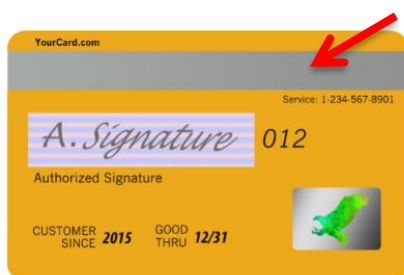 YourCard.com
Service: 1-234-567-8901
A. Signature 012
Authorized Signature
CUSTOMER SINCE 2015 GOOD THRU 12/31